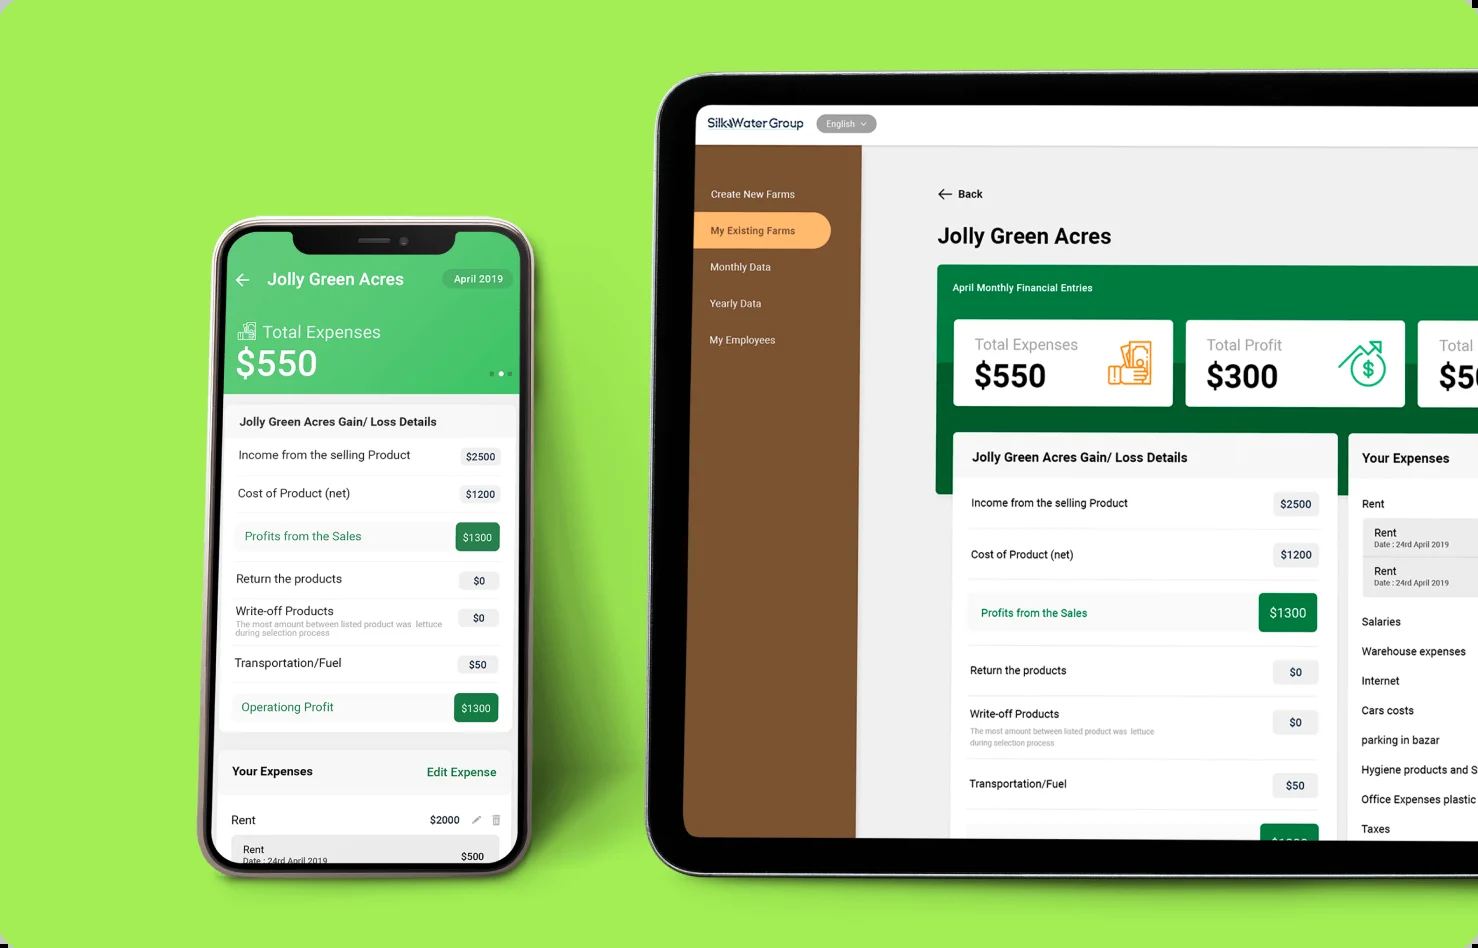 Jolly Green Acres
April 2019
Total Expenses
$550
Jolly Green Acres Gain/ Loss Details
Income from the selling Product
$2500
Cost of Product (net)
$1200
Profits from the Sales
$1300
Return the products
$0
Write-off Products
The most amount between listed product was lettuce
during selection process
$0
Transportation/Fuel
$50
Operationg Profit
$1300
Your Expenses
Edit Expense
Rent
$2000
Rent
Date : 24rd April 2019
$500
Silk Water Group
English
Create New Farms
My Existing Farms
Monthly Data
Yearly Data
My Employees
Back
Jolly Green Acres
April Monthly Financial Entries
Total Expenses
$550
Total Profit
$300
Total
Jolly Green Acres Gain/ Loss Details
Income from the selling Product
$2500
Cost of Product (net)
$1200
Profits from the Sales
$1300
Return the products
$0
Write-off Products
The most amount between listed product was lettuce
during selection process
$0
Transportation/Fuel
$50
Your Expenses
Rent
Rent
Date : 24rd April 2019
Rent
Date : 24rd April 2019
Salaries
Warehouse expenses
Internet
Cars costs
parking in bazar
Hygiene products and S
Office Expenses plastic
Taxes